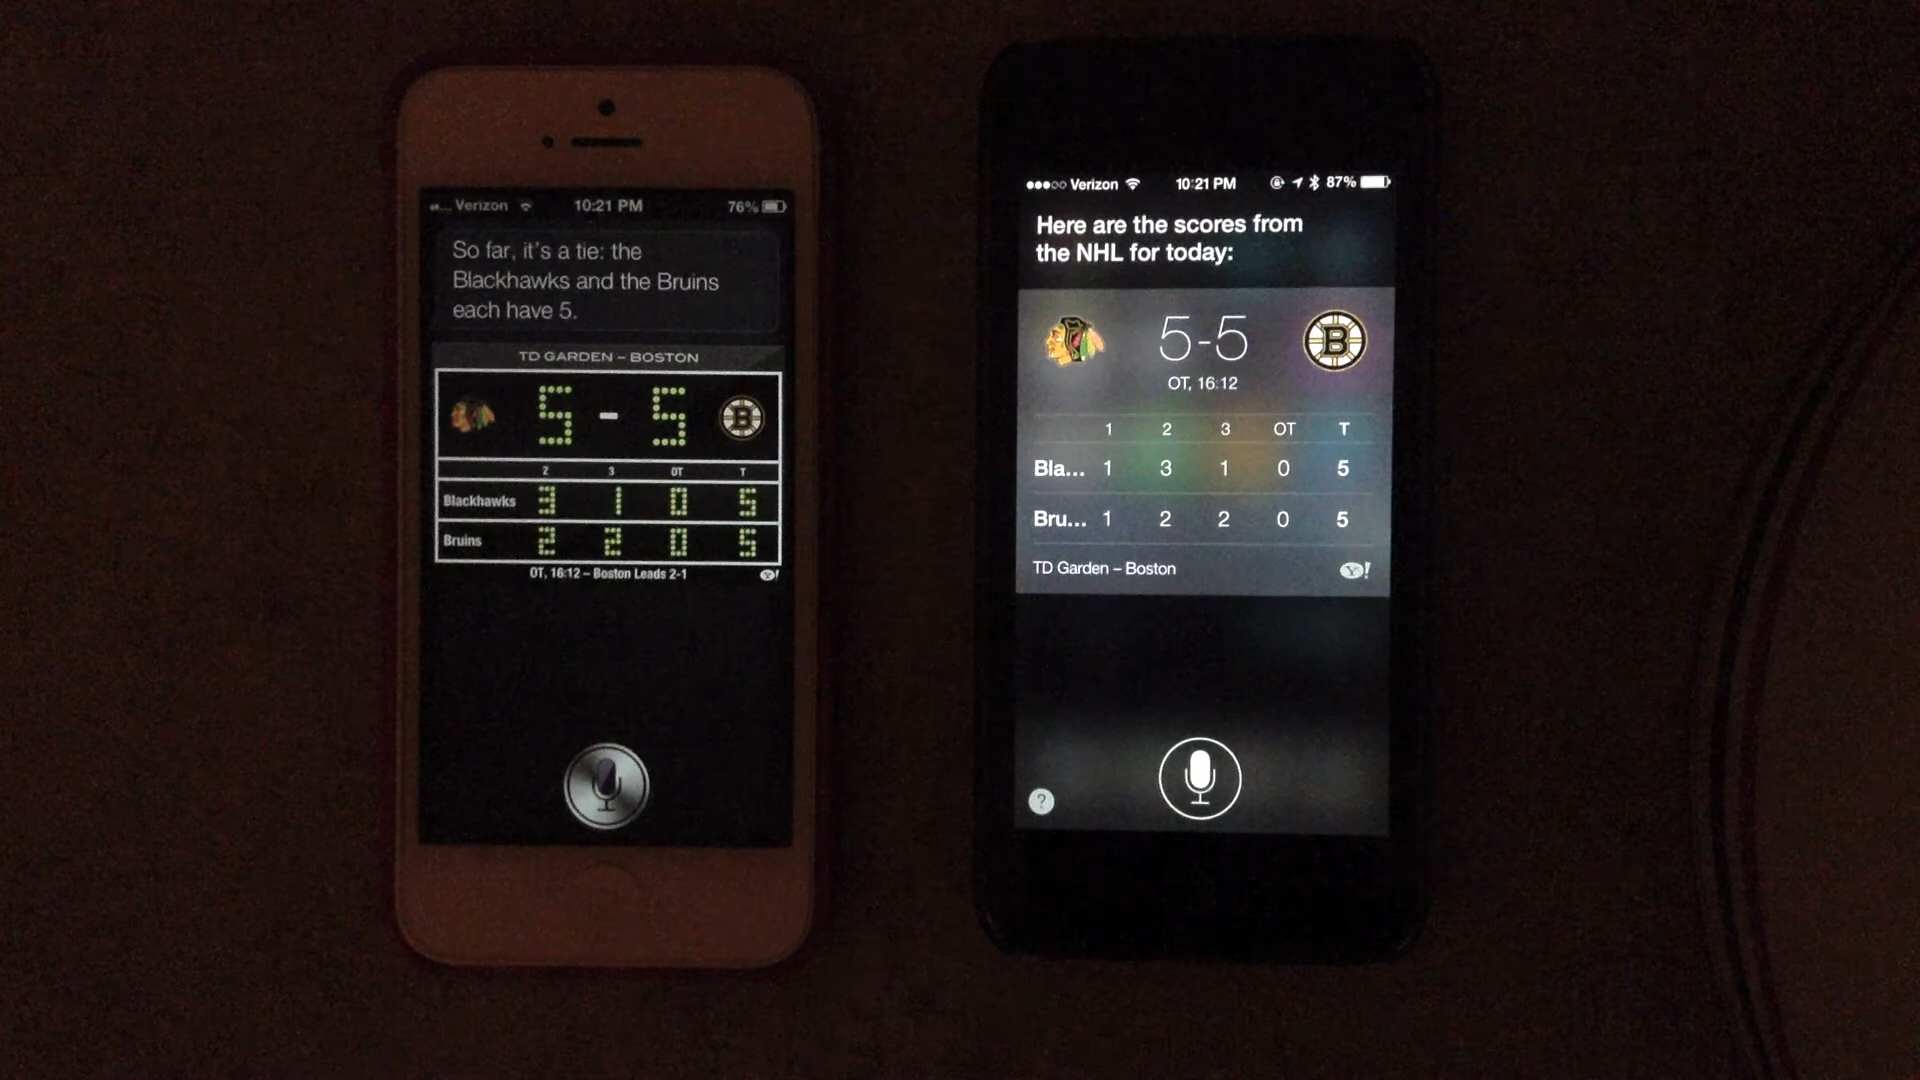 Verizon 10:21 PM 76%
So far, it's a tie: the
Blackhawks and the Bruins
each have 5.
TD GARDEN – BOSTON
5 - 5 B
2 3 OT T
Blackhawks 3 1 0 5
Bruins 2 2 0 5
OT, 16:12 – Boston Leads 2-1 Y!
Verizon 10:21 PM 87%
Here are the scores from
the NHL for today:
5-5 B
OT, 16:12
1 2 3 OT T
Bla... 1 3 1 0 5
Bru... 1 2 2 0 5
TD Garden – Boston Y!
?